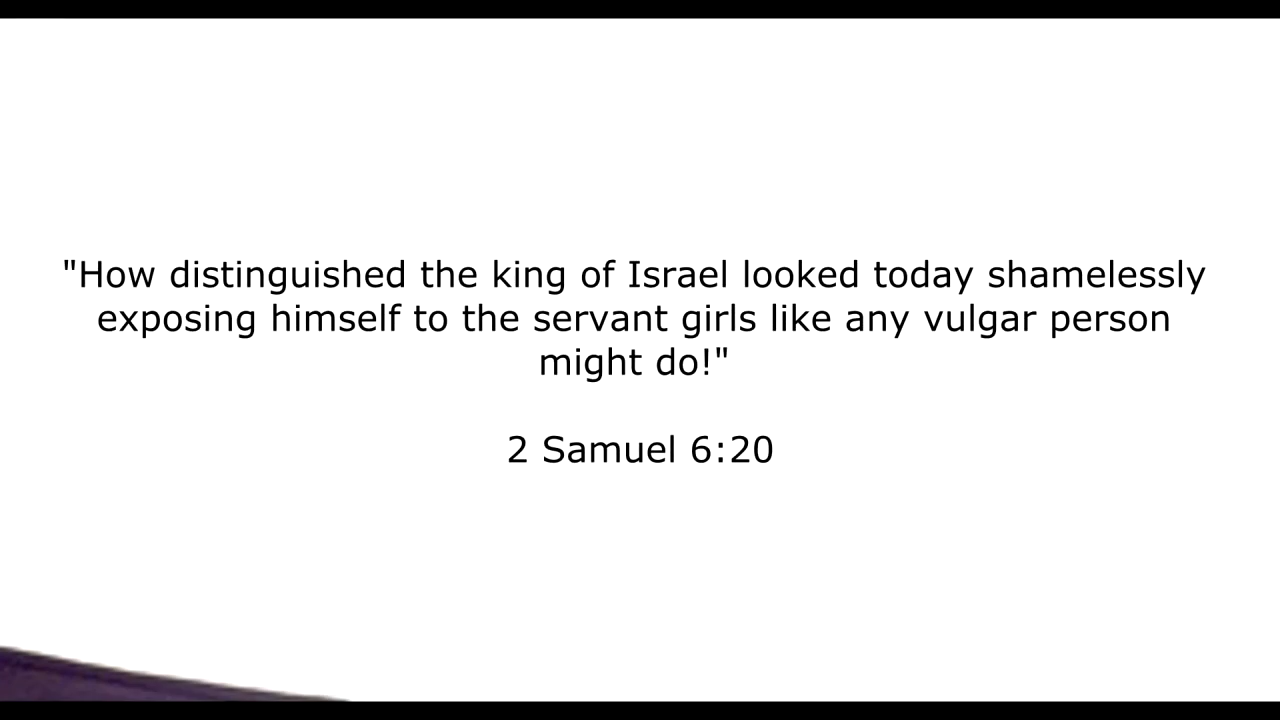 "How distinguished the king of Israel looked today shamelessly
exposing himself to the servant girls like any vulgar person
might do!"
2 Samuel 6:20